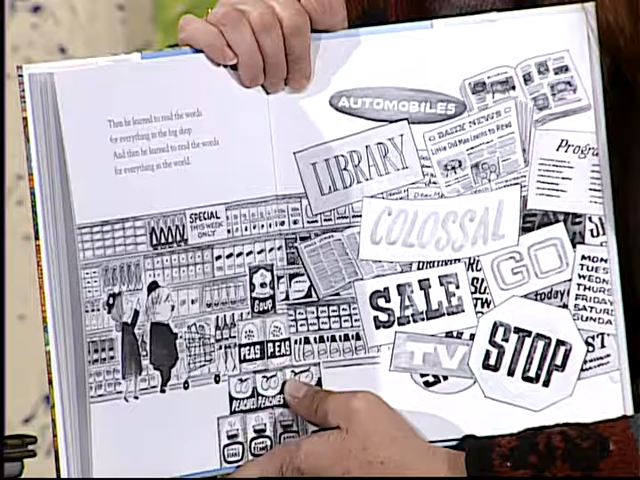 Then he learned to read the words
for everything in the big shop.
And then he learned to read the words
for everything in the world.
SPECIAL
THIS WEEK
ONLY
SOUP
PEAS PEAS
PEACHES PEACHES
AUTOMOBILES
DAILY NEWS
Little Old Man Learns to Read
LIBRARY
Progra
COLOSSAL
GO
SALE
today
MON
TUES
WEDN
THURS
FRIDAY
SATUR
SUNDA
TV
STOP
ST